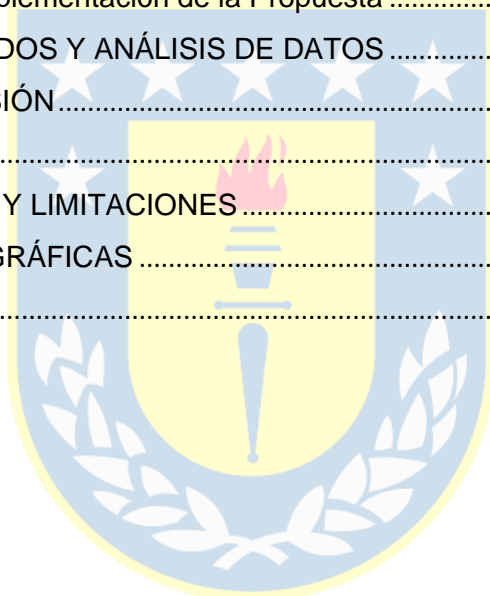 plementación de la Propuesta ..............
DOS Y ANÁLISIS DE DATOS ..............
SIÓN ..............................................................
.....................................................................
Y LIMITACIONES ...................................
GRÁFICAS .................................................
.....................................................................